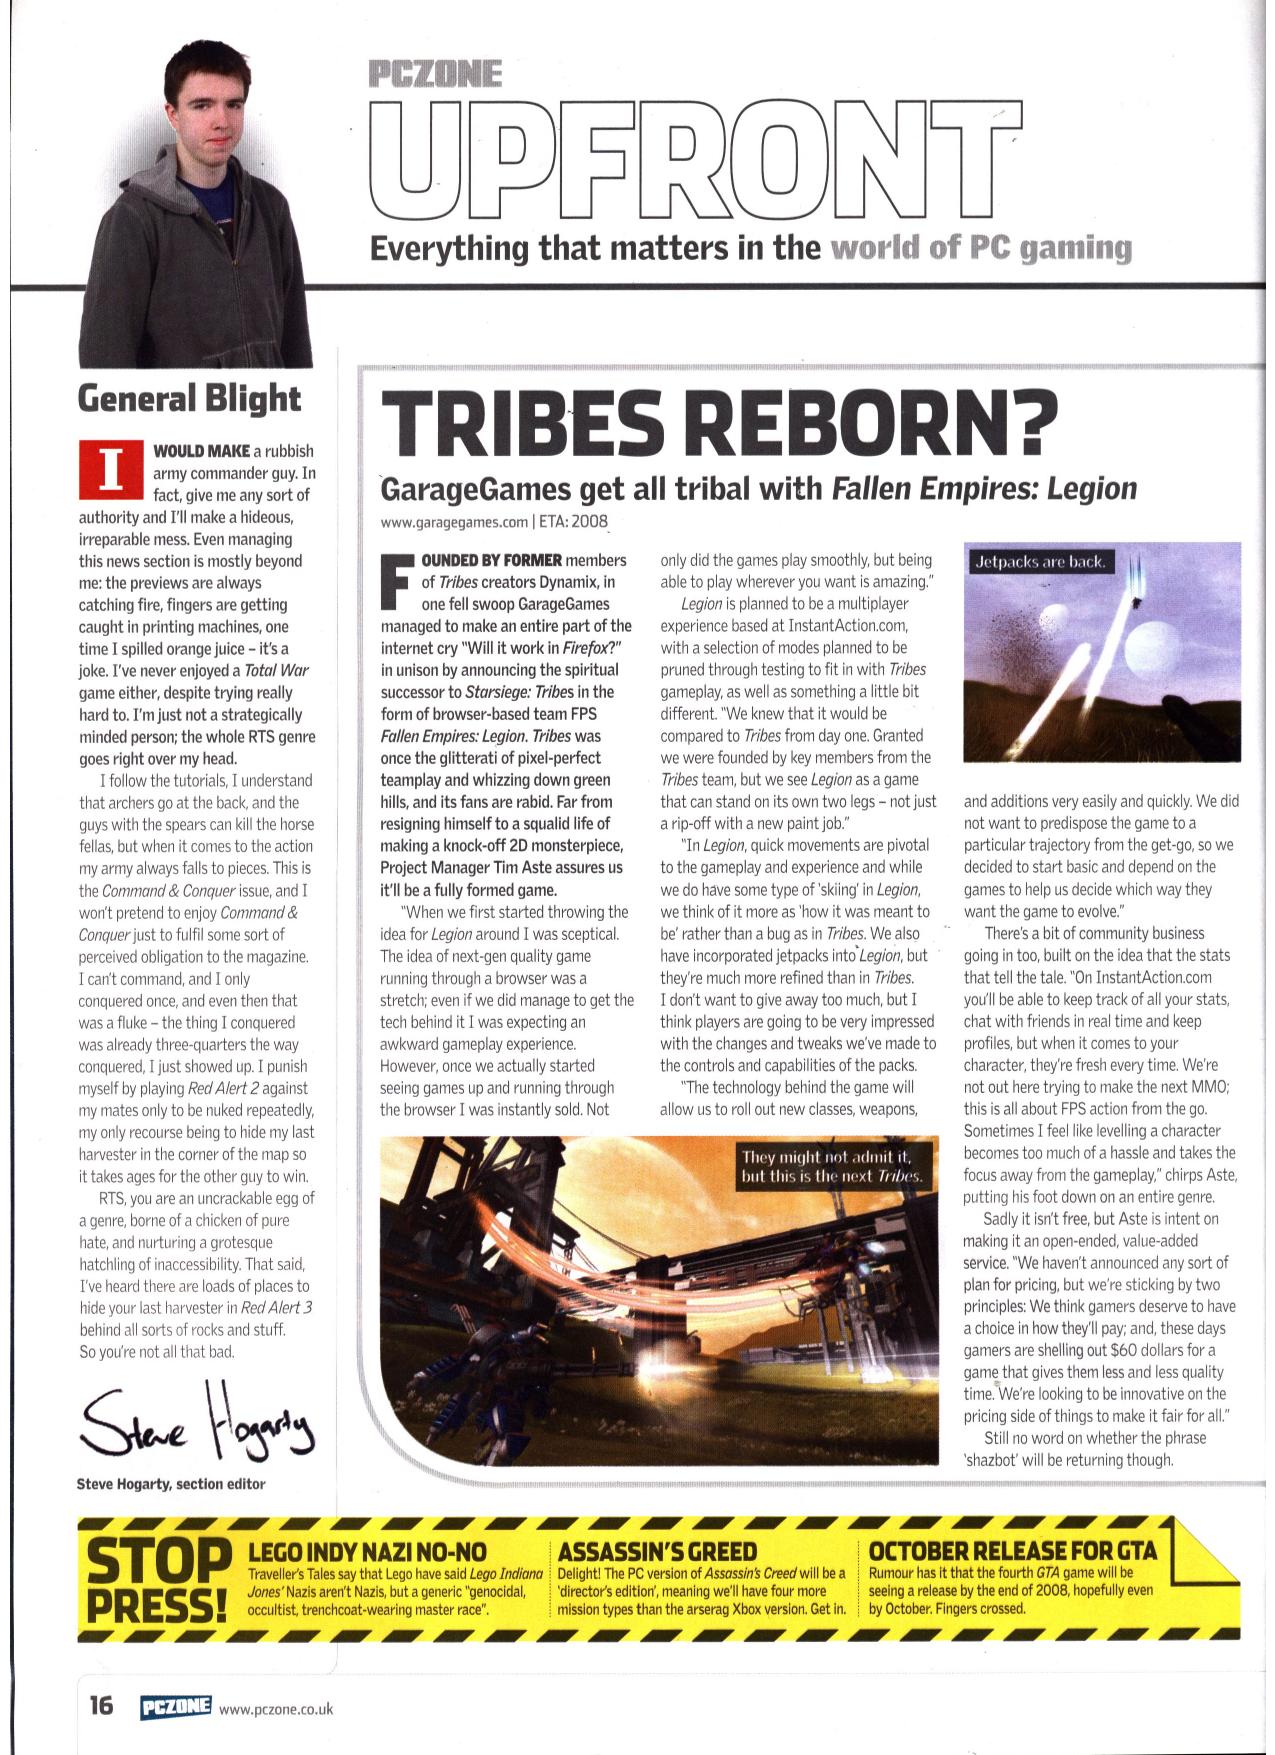 PCZONE
UPFRONT
Everything that matters in the world of PC gaming
General Blight
I WOULD MAKE a rubbish
army commander guy. In
fact, give me any sort of
authority and I'll make a hideous,
irreparable mess. Even managing
this news section is mostly beyond
me: the previews are always
catching fire, fingers are getting
caught in printing machines, one
time I spilled orange juice – it's a
joke. I've never enjoyed a Total War
game either, despite trying really
hard to. I'm just not a strategically
minded person; the whole RTS genre
goes right over my head.
I follow the tutorials, I understand
that archers go at the back, and the
guys with the spears can kill the horse
fellas, but when it comes to the action
my army always falls to pieces. This is
the Command & Conquer issue, and I
won't pretend to enjoy Command &
Conquer just to fulfil some sort of
perceived obligation to the magazine.
I can't command, and I only
conquered once, and even then that
was a fluke – the thing I conquered
was already three-quarters the way
conquered, I just showed up. I punish
myself by playing Red Alert 2 against
my mates only to be nuked repeatedly,
my only recourse being to hide my last
harvester in the corner of the map so
it takes ages for the other guy to win.
RTS, you are an uncrackable egg of
a genre, borne of a chicken of pure
hate, and nurturing a grotesque
hatchling of inaccessibility. That said,
I've heard there are loads of places to
hide your last harvester in Red Alert 3
behind all sorts of rocks and stuff.
So you're not all that bad.
Steve Hogarty
Steve Hogarty, section editor
TRIBES REBORN?
GarageGames get all tribal with Fallen Empires: Legion
www.garagegames.com | ETA: 2008
FOUNDED BY FORMER members
of Tribes creators Dynamix, in
one fell swoop GarageGames
managed to make an entire part of the
internet cry "Will it work in Firefox?"
in unison by announcing the spiritual
successor to Starsiege: Tribes in the
form of browser-based team FPS
Fallen Empires: Legion. Tribes was
once the glitterati of pixel-perfect
teamplay and whizzing down green
hills, and its fans are rabid. Far from
resigning himself to a squalid life of
making a knock-off 2D monsterpiece,
Project Manager Tim Aste assures us
it'll be a fully formed game.
"When we first started throwing the
idea for Legion around I was sceptical.
The idea of next-gen quality game
running through a browser was a
stretch; even if we did manage to get the
tech behind it I was expecting an
awkward gameplay experience.
However, once we actually started
seeing games up and running through
the browser I was instantly sold. Not
only did the games play smoothly, but being
able to play wherever you want is amazing."
Legion is planned to be a multiplayer
experience based at InstantAction.com,
with a selection of modes planned to be
pruned through testing to fit in with Tribes
gameplay, as well as something a little bit
different. "We knew that it would be
compared to Tribes from day one. Granted
we were founded by key members from the
Tribes team, but we see Legion as a game
that can stand on its own two legs – not just
a rip-off with a new paint job."
"In Legion, quick movements are pivotal
to the gameplay and experience and while
we do have some type of 'skiing' in Legion,
we think of it more as 'how it was meant to
be' rather than a bug as in Tribes. We also
have incorporated jetpacks into Legion, but
they're much more refined than in Tribes.
I don't want to give away too much, but I
think players are going to be very impressed
with the changes and tweaks we've made to
the controls and capabilities of the packs.
"The technology behind the game will
allow us to roll out new classes, weapons,
Jetpacks are back.
and additions very easily and quickly. We did
not want to predispose the game to a
particular trajectory from the get-go, so we
decided to start basic and depend on the
games to help us decide which way they
want the game to evolve."
There's a bit of community business
going in too, built on the idea that the stats
that tell the tale. "On InstantAction.com
you'll be able to keep track of all your stats,
chat with friends in real time and keep
profiles, but when it comes to your
character, they're fresh every time. We're
not out here trying to make the next MMO;
this is all about FPS action from the go.
Sometimes I feel like levelling a character
becomes too much of a hassle and takes the
focus away from the gameplay," chirps Aste,
putting his foot down on an entire genre.
Sadly it isn't free, but Aste is intent on
making it an open-ended, value-added
service. "We haven't announced any sort of
plan for pricing, but we're sticking by two
principles: We think gamers deserve to have
a choice in how they'll pay; and, these days
gamers are shelling out $60 dollars for a
game that gives them less and less quality
time. We're looking to be innovative on the
pricing side of things to make it fair for all."
Still no word on whether the phrase
'shazbot' will be returning though.
They might not admit it,
but this is the next Tribes.
STOP
PRESS!
LEGO INDY NAZI NO-NO
Traveller's Tales say that Lego have said Lego Indiana
Jones' Nazis aren't Nazis, but a generic "genocidal,
occultist, trenchcoat-wearing master race".
ASSASSIN'S GREED
Delight! The PC version of Assassin's Creed will be a
'director's edition', meaning we'll have four more
mission types than the arserag Xbox version. Get in.
OCTOBER RELEASE FOR GTA
Rumour has it that the fourth GTA game will be
seeing a release by the end of 2008, hopefully even
by October. Fingers crossed.
16 PCZONE www.pczone.co.uk